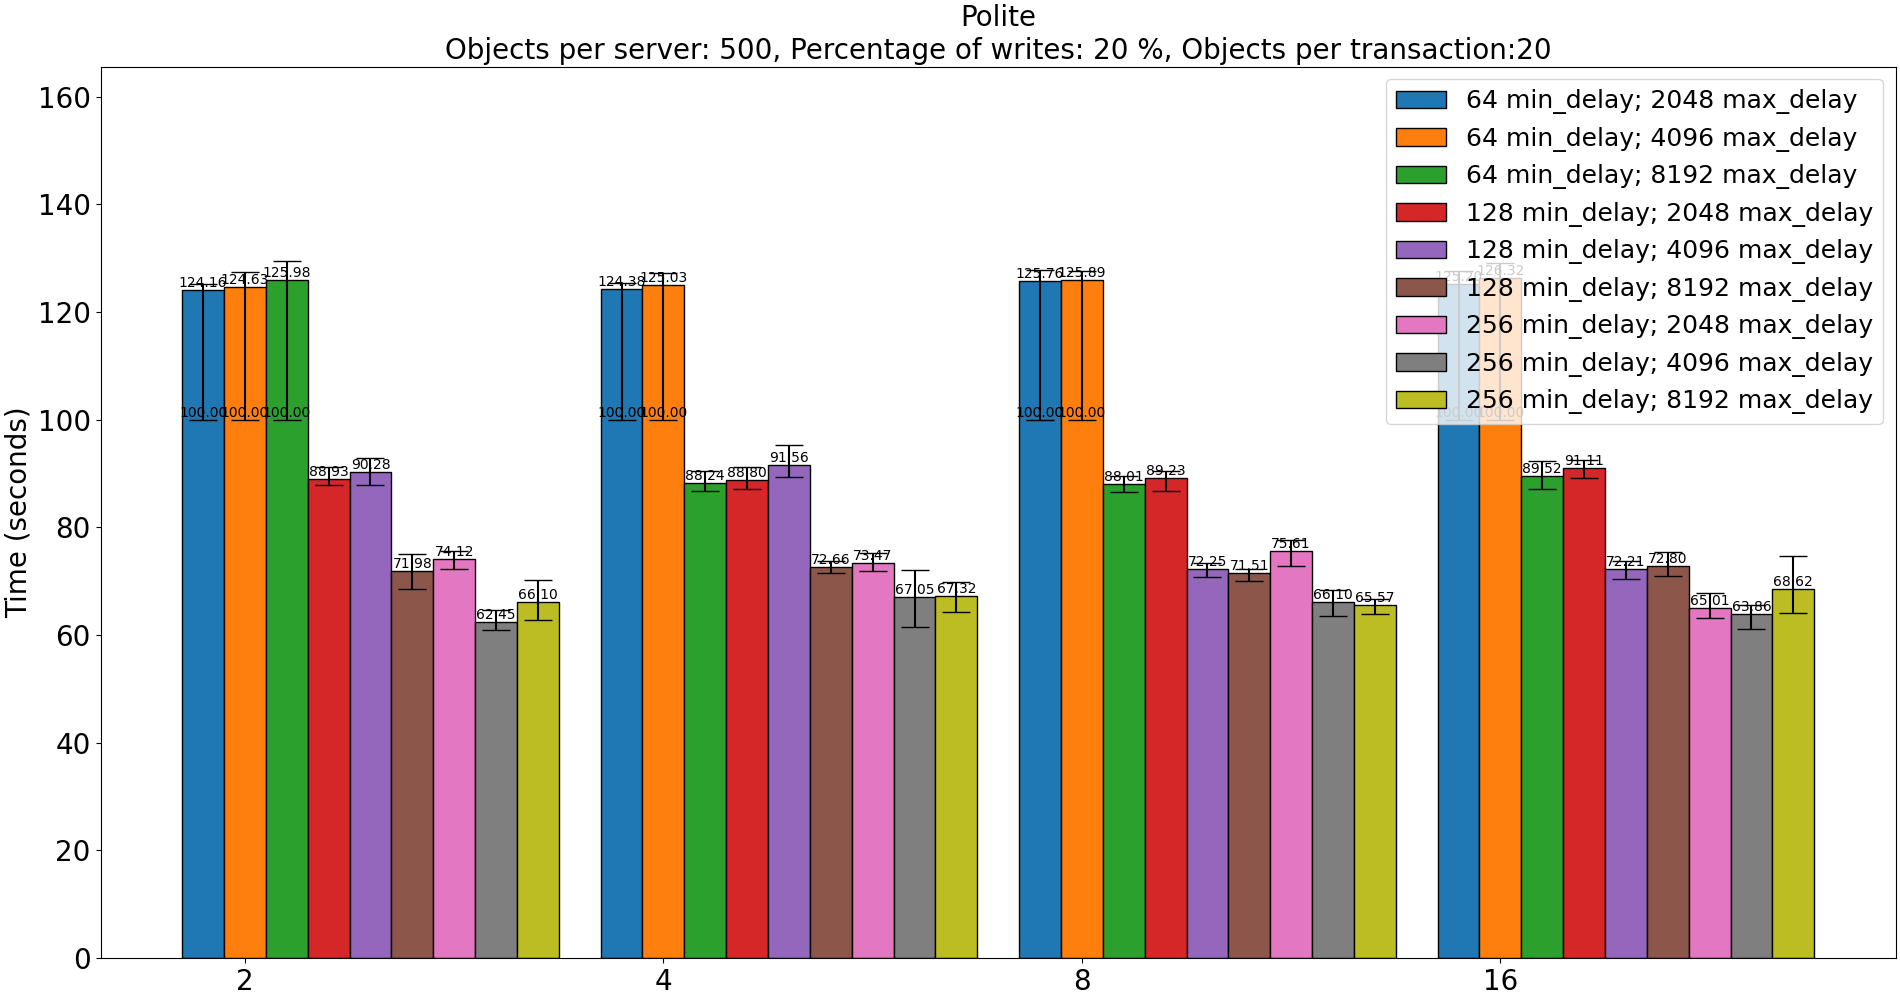 Polite
Objects per server: 500, Percentage of writes: 20 %, Objects per transaction:20
Time (seconds)
160
140
120
100
80
60
40
20
0
64 min_delay; 2048 max_delay
64 min_delay; 4096 max_delay
64 min_delay; 8192 max_delay
128 min_delay; 2048 max_delay
128 min_delay; 4096 max_delay
128 min_delay; 8192 max_delay
256 min_delay; 2048 max_delay
256 min_delay; 4096 max_delay
256 min_delay; 8192 max_delay
124.16 124.63 125.98
100.00 100.00 100.00
88.93 90.28 71.98 74.12 62.45 66.10
124.38 125.03
100.00 100.00
88.24 88.80 91.56 72.66 73.47 67.05 67.32
125.76 125.89
100.00 100.00
88.01 89.23 72.25 71.51 75.61 66.10 65.57
126.32
100.00 100.00
89.52 91.11 72.21 72.80 65.01 63.86 68.62
2 4 8 16